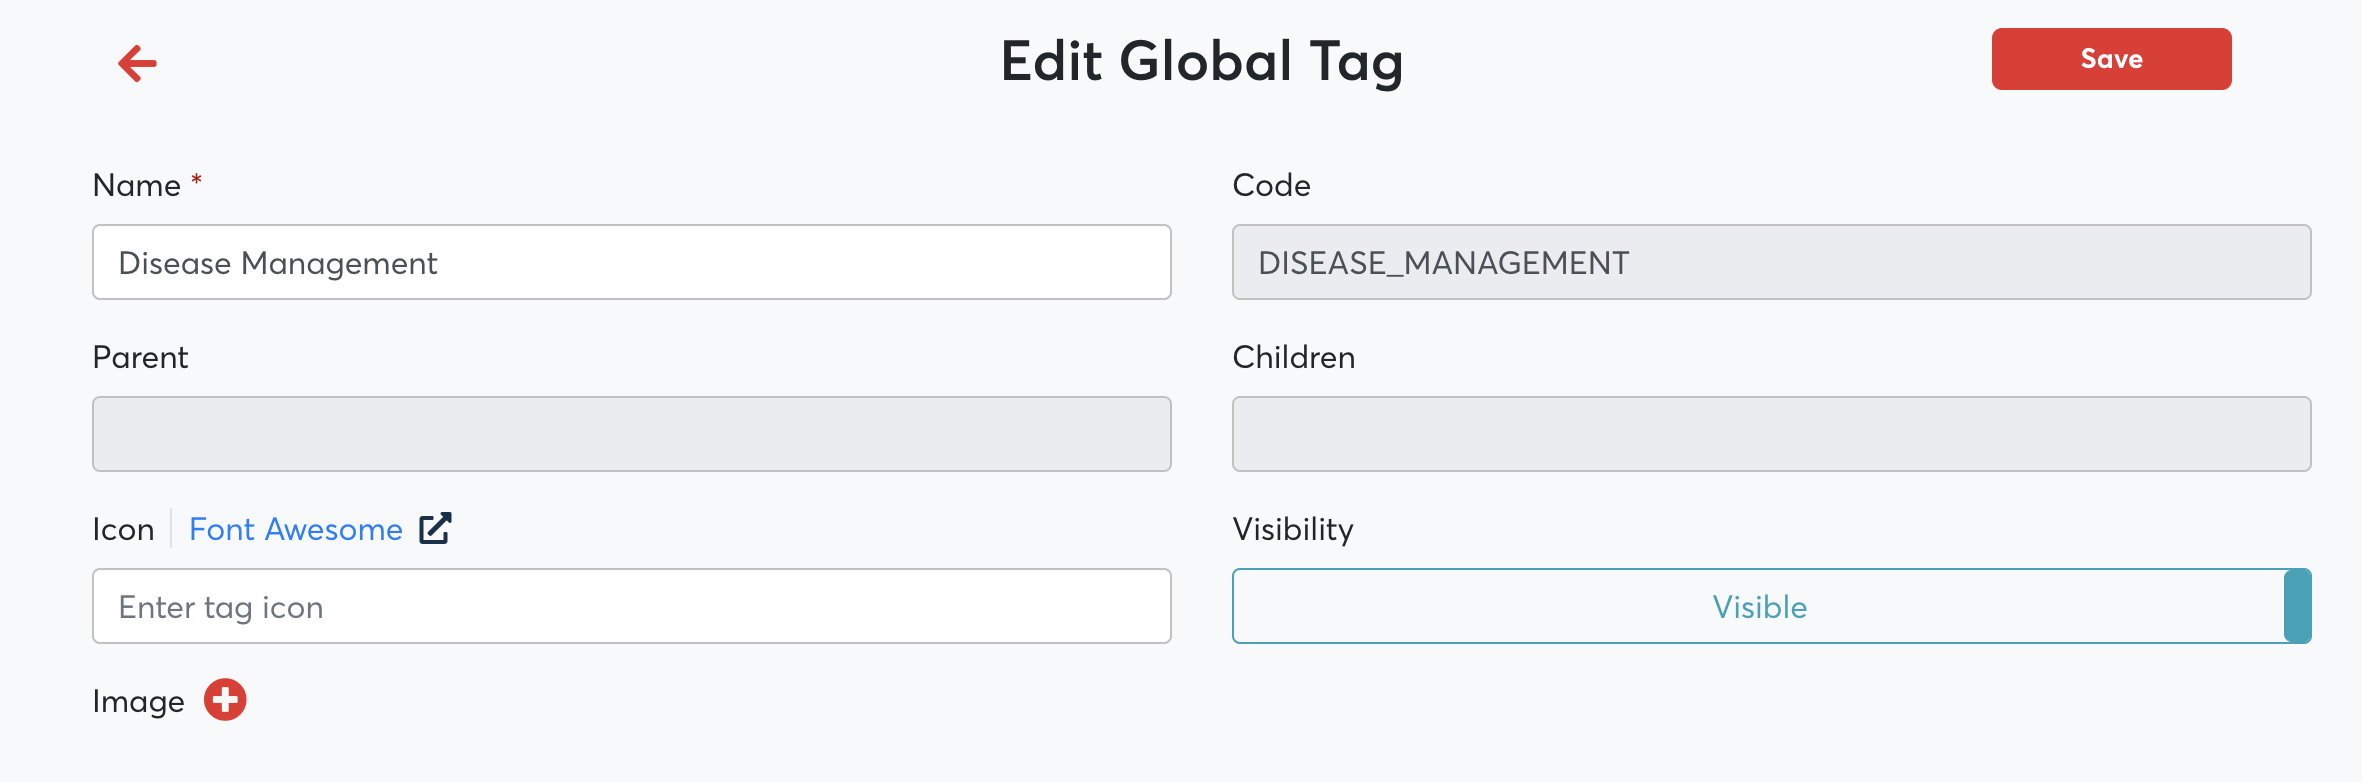 Edit Global Tag
Save
Name *
Code
Disease Management
DISEASE_MANAGEMENT
Parent
Children
Icon Font Awesome
Visibility
Enter tag icon
Visible
Image